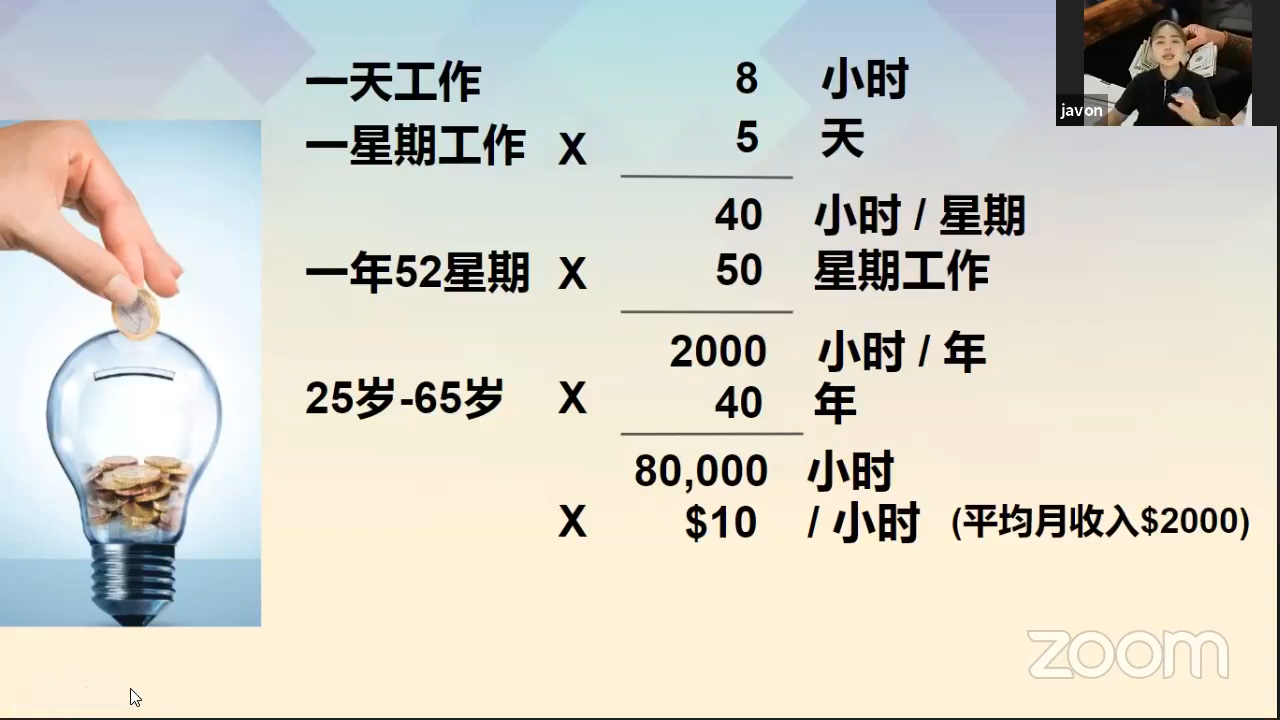 一天工作 8 小时
一星期工作 X 5 天
40 小时 / 星期
一年52星期 X 50 星期工作
2000 小时 / 年
25岁-65岁 X 40 年
80,000 小时
X $10 / 小时 (平均月收入$2000)
javon
zoom